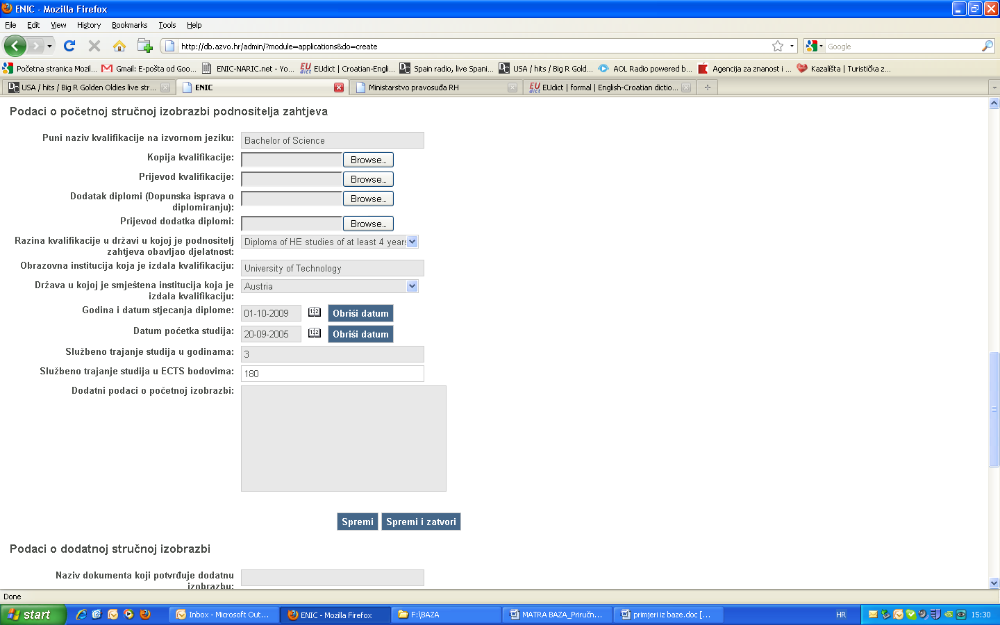 ENIC - Mozilla Firefox
File Edit View History Bookmarks Tools Help
http://db.azvo.hr/admin/?module=applications&do=create
Google
Početna stranica Mozil... Gmail: E-pošta od Goo... ENIC-NARIC.net - Yo... EUdict | Croatian-Engli... Spain radio, live Spani... USA / hits / Big R Gold... AOL Radio powered b... Agencija za znanost i ... Kazališta | Turistička z...
USA / hits / Big R Golden Oldies live str... ENIC Ministarstvo pravosuđa RH EUdict | formal | English-Croatian dictio...
Podaci o početnoj stručnoj izobrazbi podnositelja zahtjeva
Puni naziv kvalifikacije na izvornom jeziku: Bachelor of Science
Kopija kvalifikacije: Browse...
Prijevod kvalifikacije: Browse...
Dodatak diplomi (Dopunska isprava o diplomiranju): Browse...
Prijevod dodatka diplomi: Browse...
Razina kvalifikacije u državi u kojoj je podnositelj zahtjeva obavljao djelatnost: Diploma of HE studies of at least 4 years
Obrazovna institucija koja je izdala kvalifikaciju: University of Technology
Država u kojoj je smještena institucija koja je izdala kvalifikaciju: Austria
Godina i datum stjecanja diplome: 01-10-2009 Obriši datum
Datum početka studija: 20-09-2005 Obriši datum
Službeno trajanje studija u godinama: 3
Službeno trajanje studija u ECTS bodovima: 180
Dodatni podaci o početnoj izobrazbi:
Spremi Spremi i zatvori
Podaci o dodatnoj stručnoj izobrazbi
Naziv dokumenta koji potvrđuje dodatnu
izobrazbu:
Done
start Inbox - Microsoft Out... ENIC - Mozilla Firefox F:\BAZA MATRA BAZA_Priručn... primjeri iz baze.doc [... HR 15:30